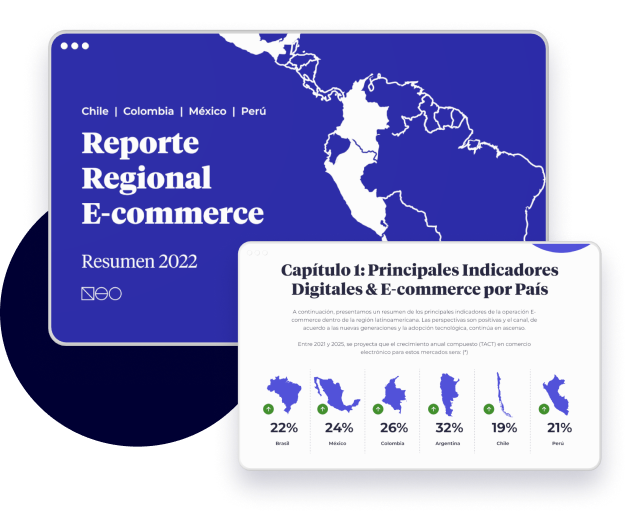 Chile | Colombia | México | Perú
Reporte
Regional
E-commerce
Resumen 2022
NEO
Capítulo 1: Principales Indicadores
Digitales & E-commerce por País
A continuación, presentamos un resumen de los principales indicadores de la operación E-
commerce dentro de la región latinoamericana. Las perspectivas son positivas y el canal, de
acuerdo a las nuevas generaciones y la adopción tecnológica, continúa en ascenso.
Entre 2021 y 2025, se proyecta que el crecimiento anual compuesto (TACT) en comercio
electrónico para estos mercados sera: (*)
22% 24% 26% 32% 19% 21%
Brasil México Colombia Argentina Chile Perú